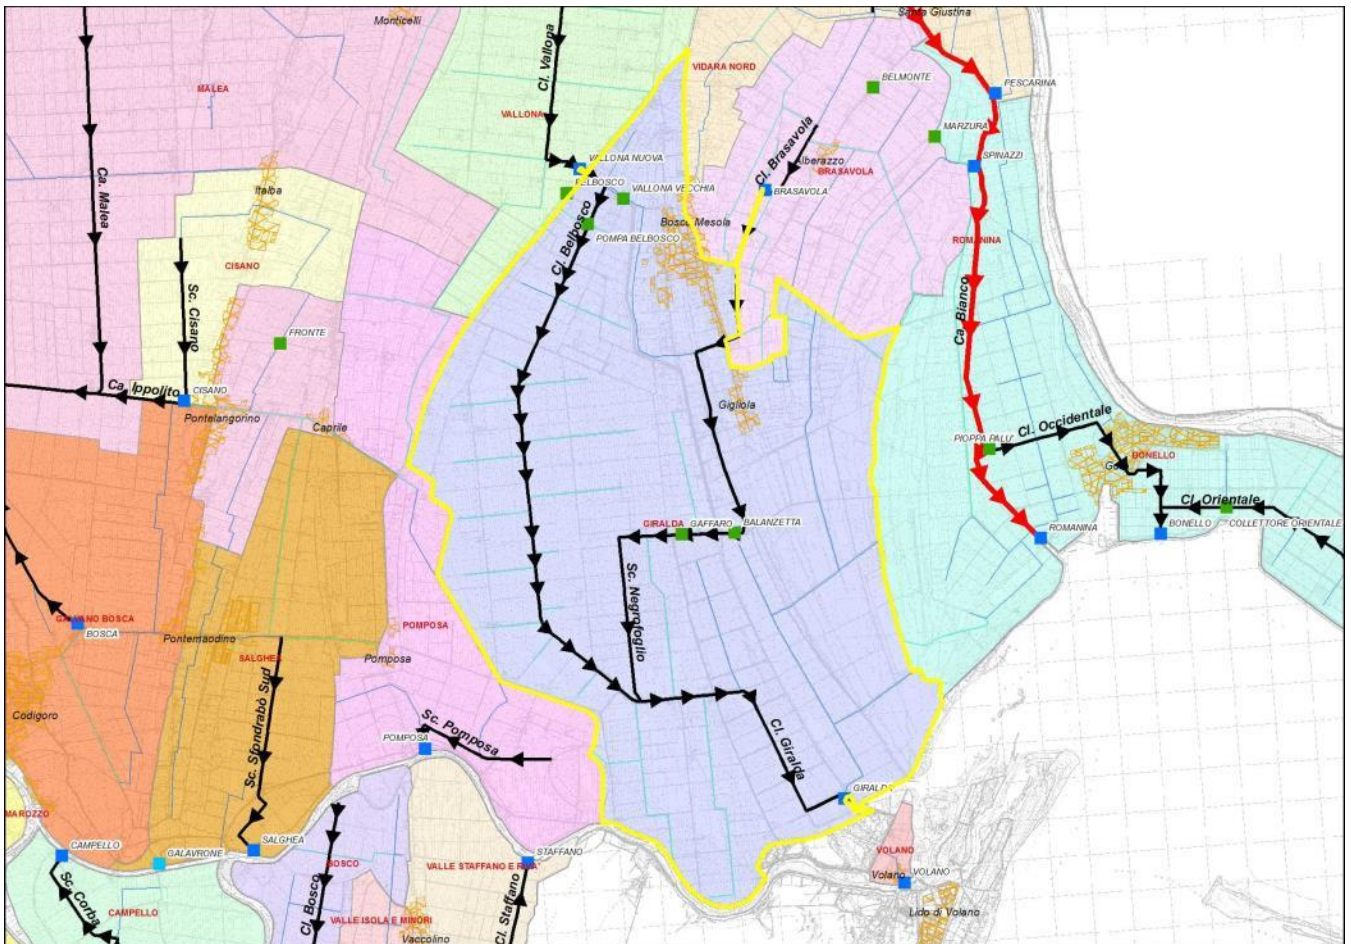 Monticelli
Santa Giustina
Cl. Vallona
VIDARA NORD
BELMONTE
PESCARINA
MALEA
VALLONA
MARZURA
Cl. Brasavola
Alberazzo
BRASAVOLA
SPINAZZI
VALLONA NUOVA
BELBOSCO
VALLONA VECCHIA
BRASAVOLA
Italba
Ca. Malea
Bosco Mesola
Cl. Belbosco
POMPA BELBOSCO
ROMANINA
CISANO
Sc. Cisano
Ca. Bianco
FRONTE
Ca. Ippolito
CISANO
Pontelangorino
Caprile
Gigliola
Cl. Occidentale
PIOPPA PALU'
BONELLO
Cl. Orientale
GIRALDA
GAFFARO
BALANZETTA
ROMANINA
BONELLO
COLLETTORE ORIENTALE
Sc. Negrofoglio
BOSCA
POMPOSA
Pontemaodino
SALGHEA
Pomposa
Sc. Sfondrabò Sud
Codigoro
Sc. Pomposa
POMPOSA
Cl. Giralda
GIRALDA
MAROZZO
CAMPELLO
GALAVRONE
SALGHEA
BOSCO
VALLE STAFFANO E RIVA'
STAFFANO
VOLANO
Volano
VOLANO
Sc. Corba
CAMPELLO
Cl. Bosco
VALLE ISOLA E MINORI
Vaccolino
Cl. Staffano
Lido di Volano